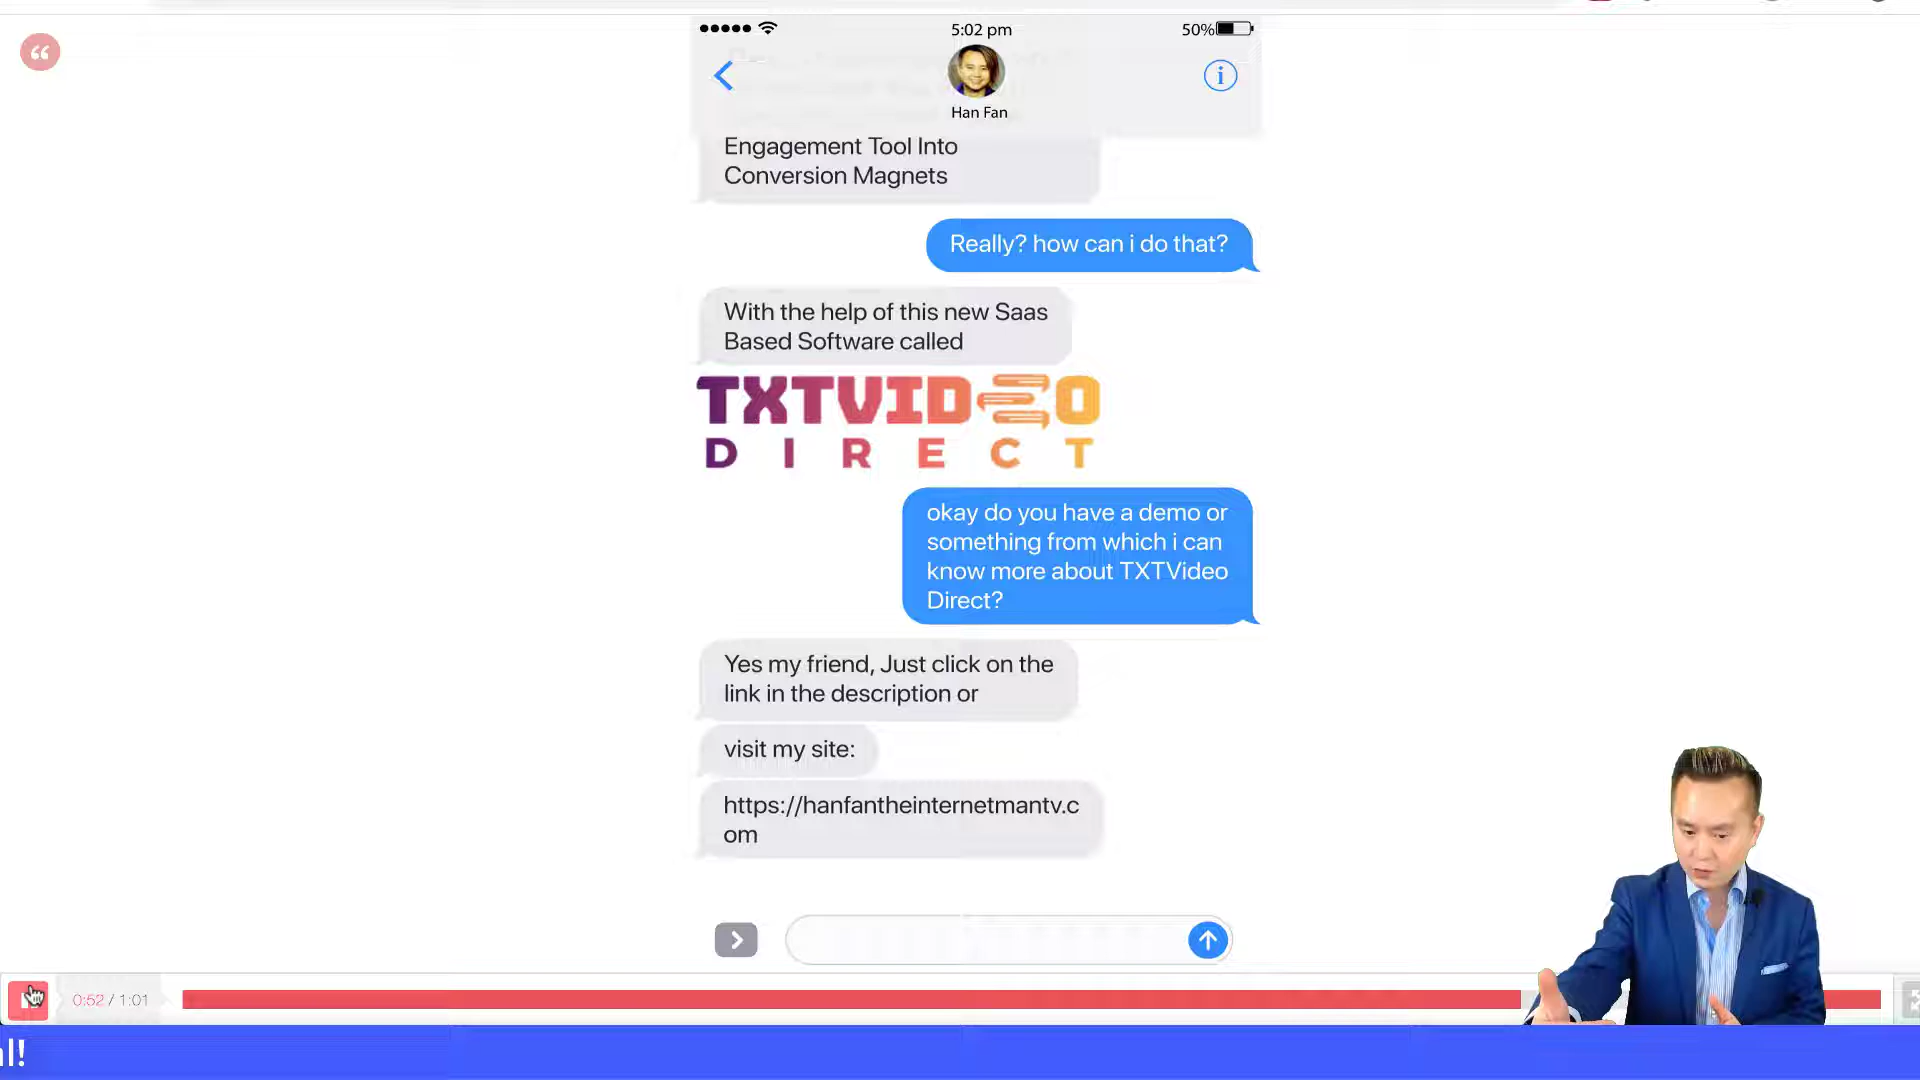 5:02 pm
50%
Han Fan
Engagement Tool Into
Conversion Magnets
Really? how can i do that?
With the help of this new Saas
Based Software called
TXTVIDEO
DIRECT
okay do you have a demo or
something from which i can
know more about TXTVideo
Direct?
Yes my friend, Just click on the
link in the description or
visit my site:
https://hanfantheinternetmantv.c
om
0:52 / 1:01
l!